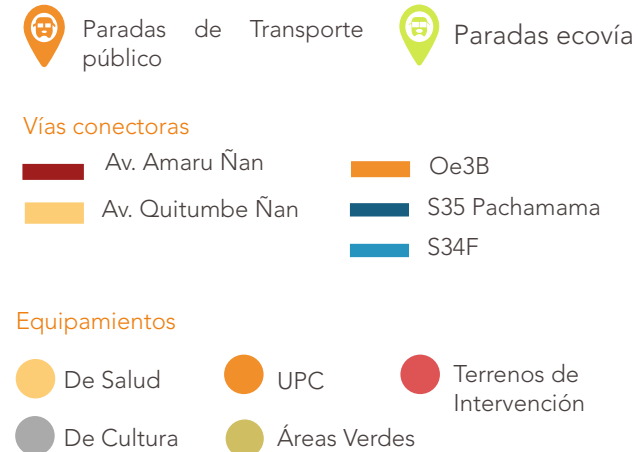 Paradas de Transporte
público
Paradas ecovía
Vías conectoras
Av. Amaru Ñan
Oe3B
Av. Quitumbe Ñan
S35 Pachamama
S34F
Equipamientos
De Salud
UPC
Terrenos de
Intervención
De Cultura
Áreas Verdes